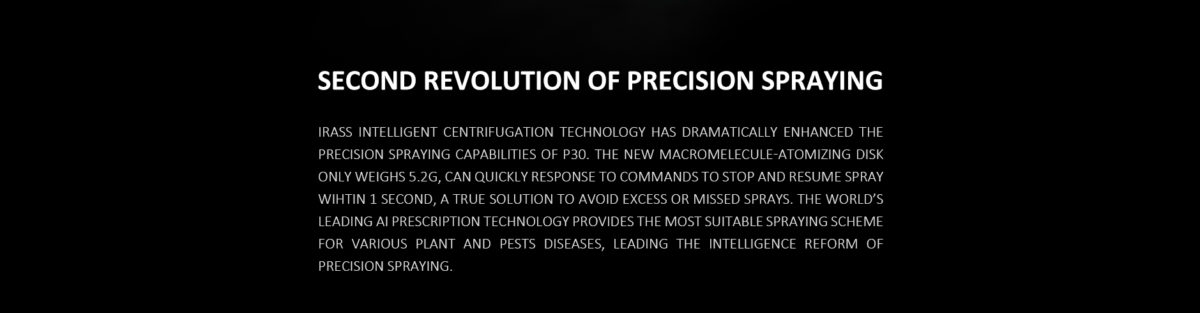 SECOND REVOLUTION OF PRECISION SPRAYING
IRASS INTELLIGENT CENTRIFUGATION TECHNOLOGY HAS DRAMATICALLY ENHANCED THE
PRECISION SPRAYING CAPABILITIES OF P30. THE NEW MACROMELECULE-ATOMIZING DISK
ONLY WEIGHS 5.2G, CAN QUICKLY RESPONSE TO COMMANDS TO STOP AND RESUME SPRAY
WIHTIN 1 SECOND, A TRUE SOLUTION TO AVOID EXCESS OR MISSED SPRAYS. THE WORLD'S
LEADING AI PRESCRIPTION TECHNOLOGY PROVIDES THE MOST SUITABLE SPRAYING SCHEME
FOR VARIOUS PLANT AND PESTS DISEASES, LEADING THE INTELLIGENCE REFORM OF
PRECISION SPRAYING.